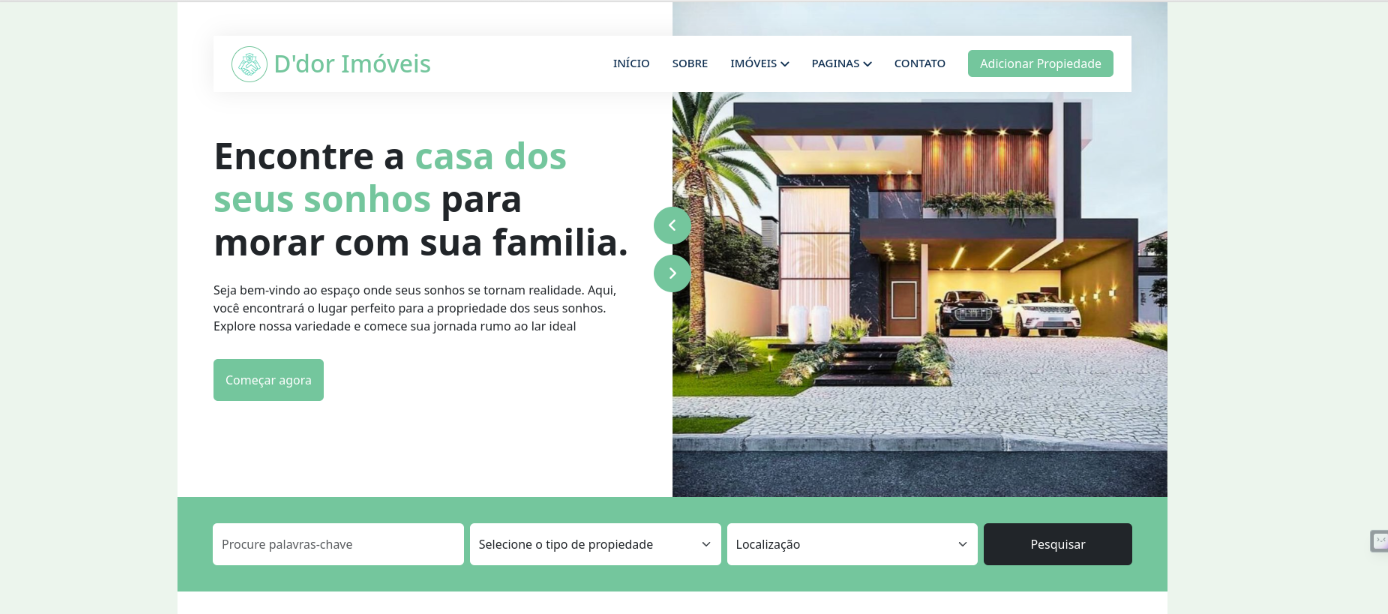 D'dor Imóveis
INÍCIO SOBRE IMÓVEIS PAGINAS CONTATO Adicionar Propiedade
Encontre a casa dos
seus sonhos para
morar com sua familia.
Seja bem-vindo ao espaço onde seus sonhos se tornam realidade. Aqui,
você encontrará o lugar perfeito para a propriedade dos seus sonhos.
Explore nossa variedade e comece sua jornada rumo ao lar ideal
Começar agora
Procure palavras-chave Selecione o tipo de propiedade Localização Pesquisar